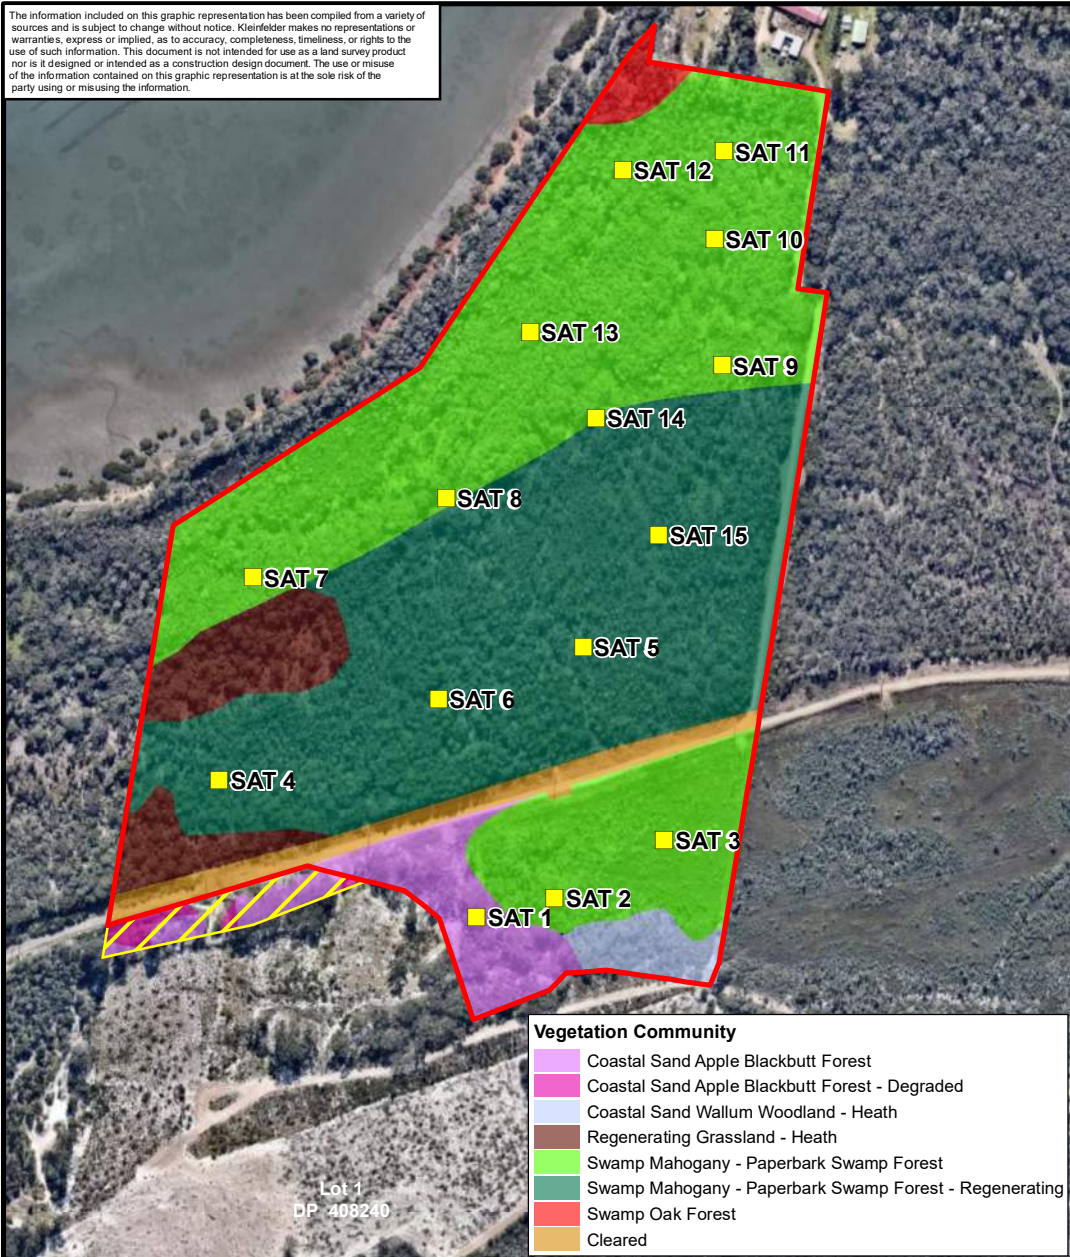 The information included on this graphic representation has been compiled from a variety of
sources and is subject to change without notice. Kleinfelder makes no representations or
warranties, express or implied, as to accuracy, completeness, timeliness, or rights to the
use of such information. This document is not intended for use as a land survey product
nor is it designed or intended as a construction design document. The use or misuse
of the information contained on this graphic representation is at the sole risk of the
party using or misusing the information.
SAT 11
SAT 12
SAT 10
SAT 13
SAT 9
SAT 14
SAT 8
SAT 15
SAT 7
SAT 5
SAT 6
SAT 4
SAT 3
SAT 2
SAT 1
Vegetation Community
Coastal Sand Apple Blackbutt Forest
Coastal Sand Apple Blackbutt Forest - Degraded
Coastal Sand Wallum Woodland - Heath
Regenerating Grassland - Heath
Swamp Mahogany - Paperbark Swamp Forest
Swamp Mahogany - Paperbark Swamp Forest - Regenerating
Swamp Oak Forest
Cleared
Lot 1
DP 408240